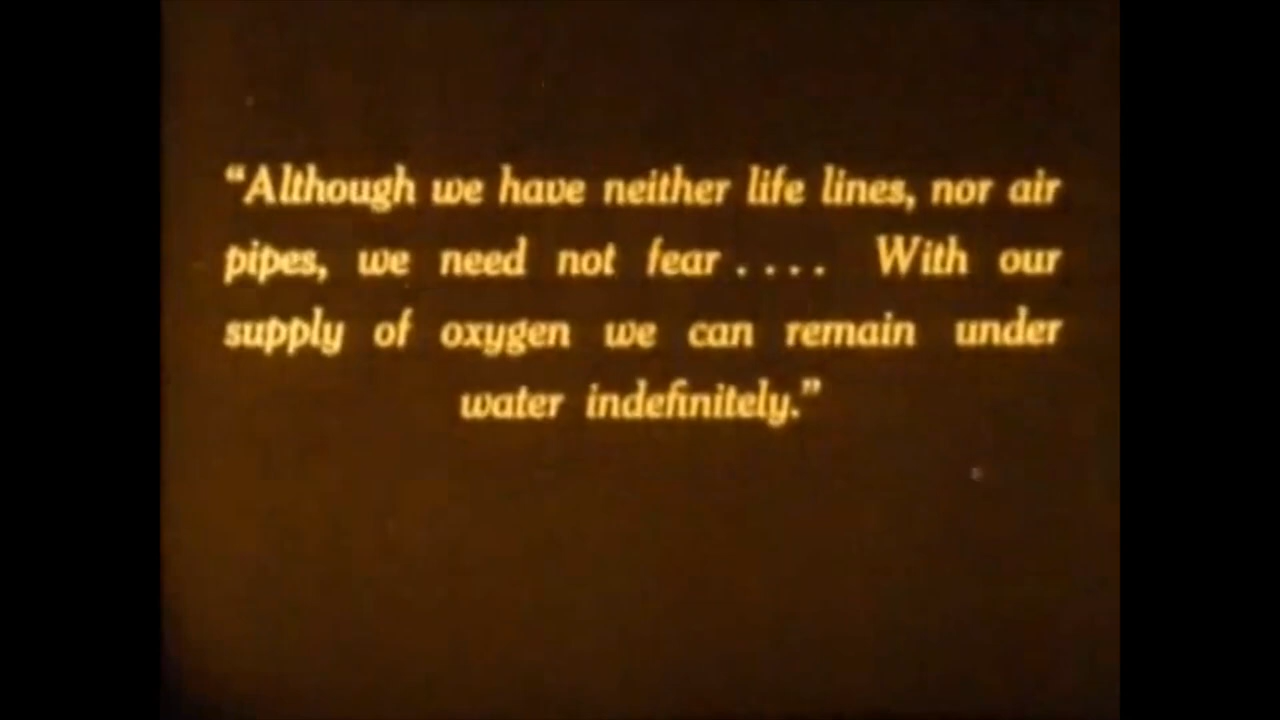 “Although we have neither life lines, nor air
pipes, we need not fear .... With our
supply of oxygen we can remain under
water indefinitely.”